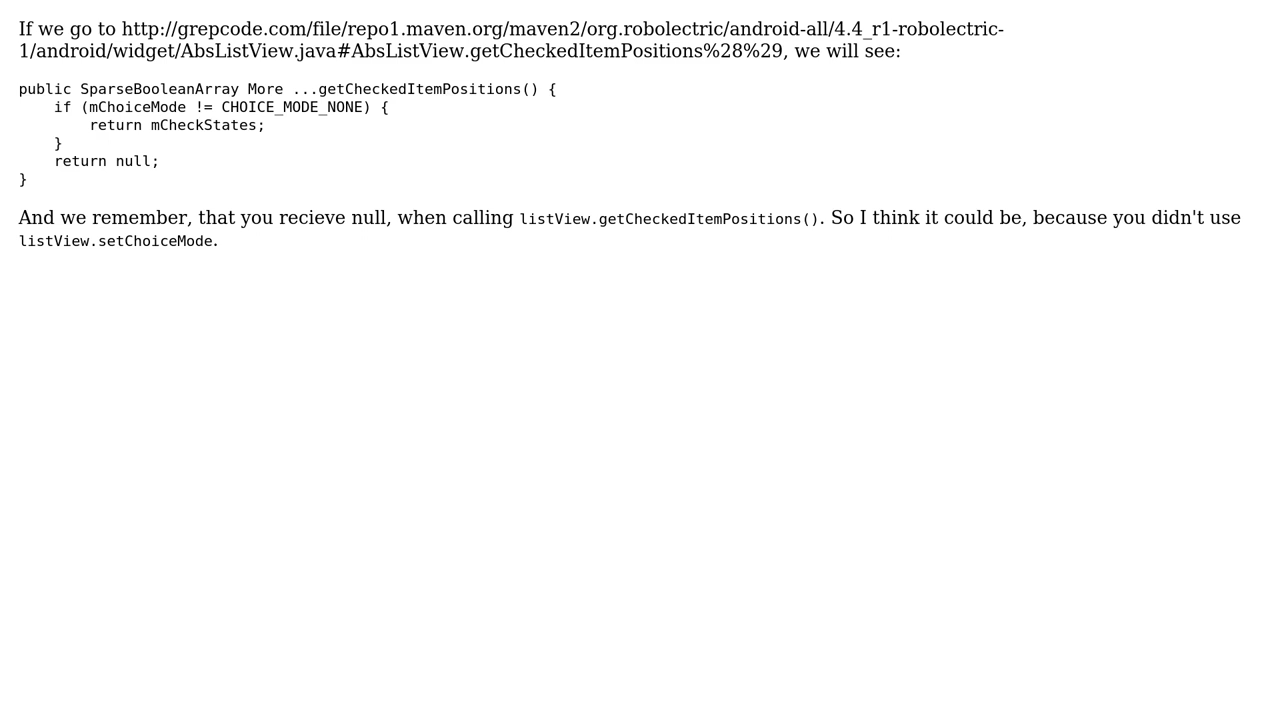 If we go to http://grepcode.com/file/repo1.maven.org/maven2/org.robolectric/android-all/4.4_r1-robolectric-
1/android/widget/AbsListView.java#AbsListView.getCheckedItemPositions%28%29, we will see:
public SparseBooleanArray More ...getCheckedItemPositions() {
    if (mChoiceMode != CHOICE_MODE_NONE) {
        return mCheckStates;
    }
    return null;
}
And we remember, that you recieve null, when calling listView.getCheckedItemPositions(). So I think it could be, because you didn't use
listView.setChoiceMode.